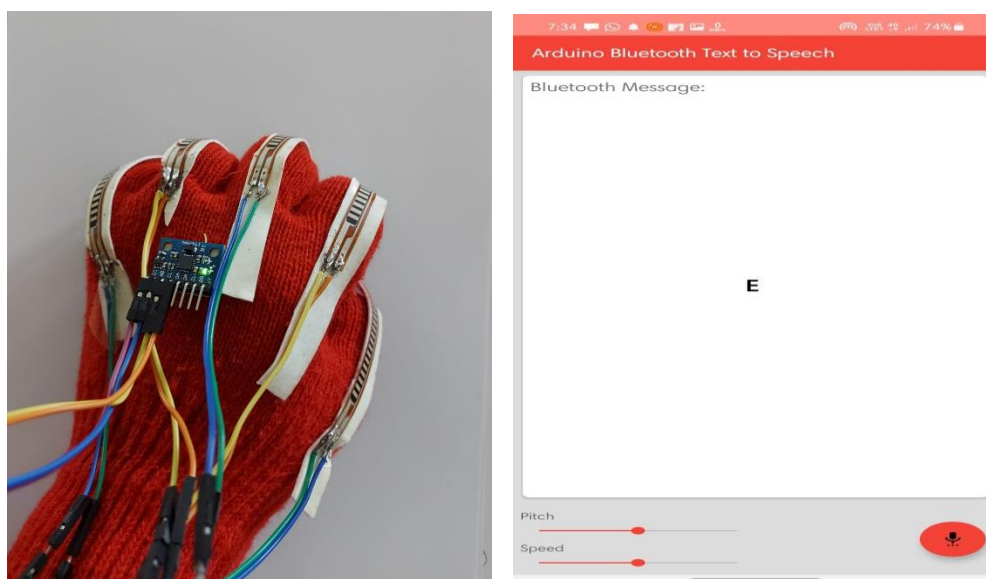 7:34
74%
Arduino Bluetooth Text to Speech
Bluetooth Message:
E
Pitch
Speed